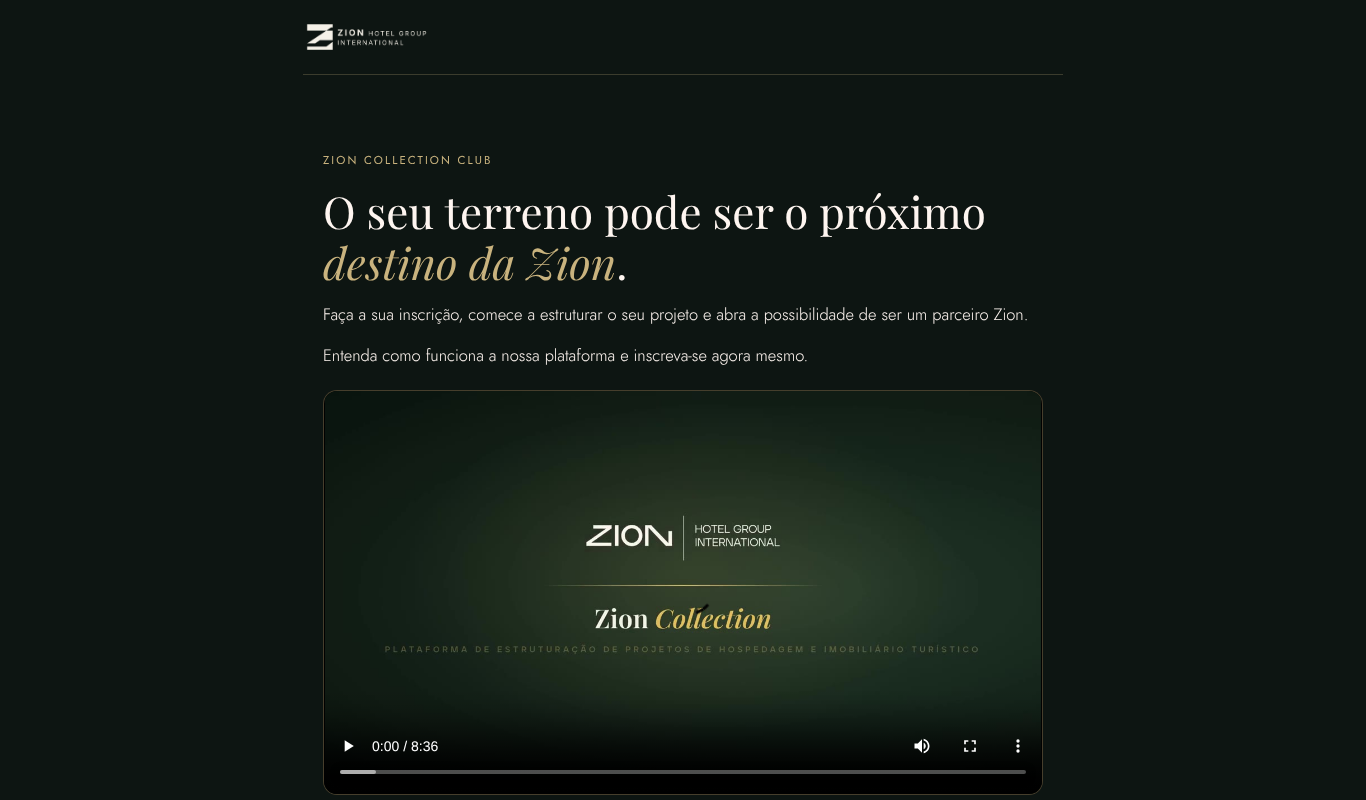 ZION HOTEL GROUP
INTERNATIONAL
ZION COLLECTION CLUB
O seu terreno pode ser o próximo
destino da Zion.
Faça a sua inscrição, comece a estruturar o seu projeto e abra a possibilidade de ser um parceiro Zion.
Entenda como funciona a nossa plataforma e inscreva-se agora mesmo.
ZION HOTEL GROUP
INTERNATIONAL
Zion Collection
PLATAFORMA DE ESTRUTURAÇÃO DE PROJETOS DE HOSPEDAGEM E IMOBILIÁRIO TURÍSTICO
0:00 / 8:36